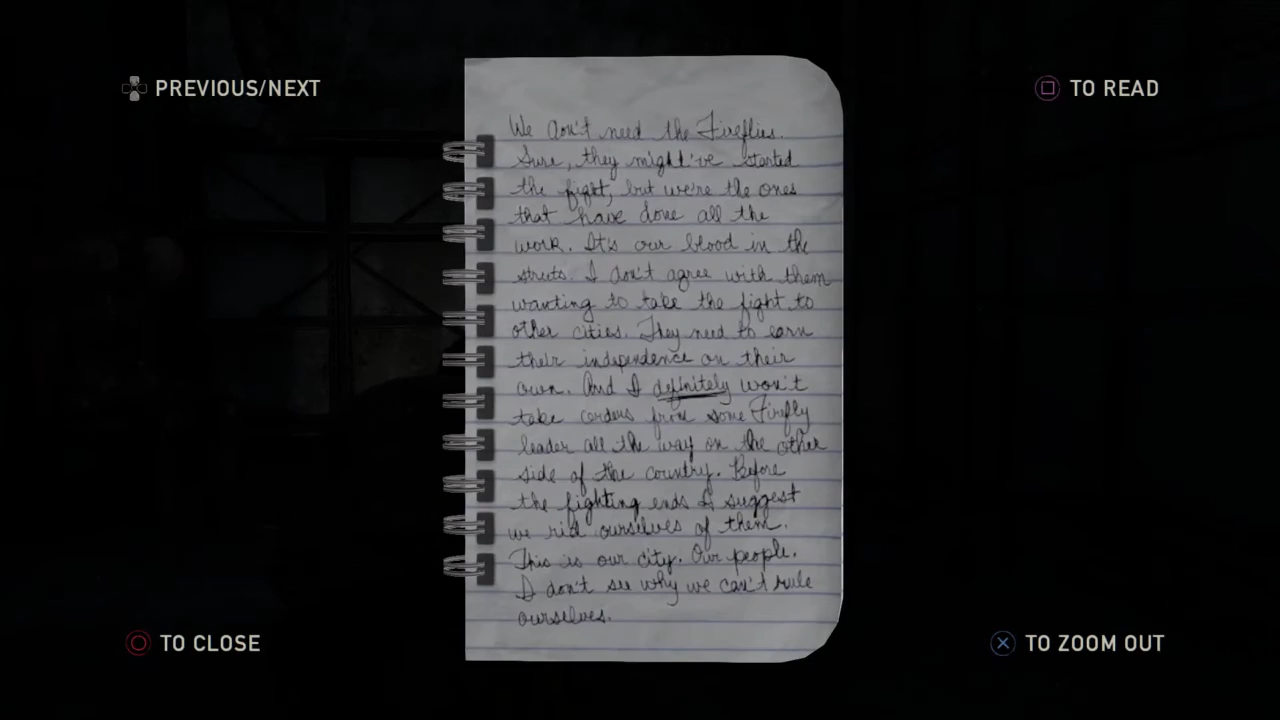 PREVIOUS/NEXT
TO READ
We don't need the Fireflies.
Sure, they might've started
the fight, but we're the ones
that have done all the
work. It's our blood in the
streets. I don't agree with them
wanting to take the fight to
other cities. They need to earn
their independence on their
own. And I definitely won't
take orders from some Firefly
leader all the way on the other
side of the country. Before
the fighting ends I suggest
we rid ourselves of them.
This is our city. Our people.
I don't see why we can't rule
ourselves.
TO CLOSE
TO ZOOM OUT